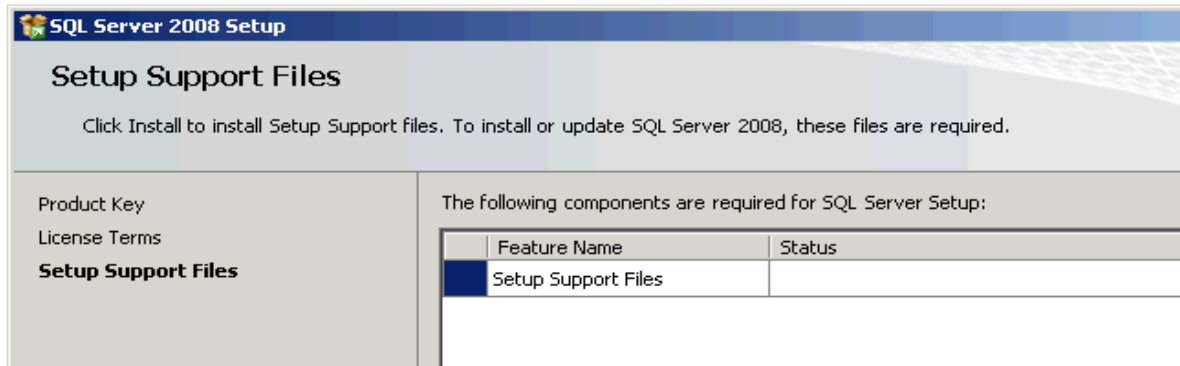 SQL Server 2008 Setup
Setup Support Files
Click Install to install Setup Support files. To install or update SQL Server 2008, these files are required.
Product Key
License Terms
Setup Support Files
The following components are required for SQL Server Setup:
Feature Name Status
Setup Support Files